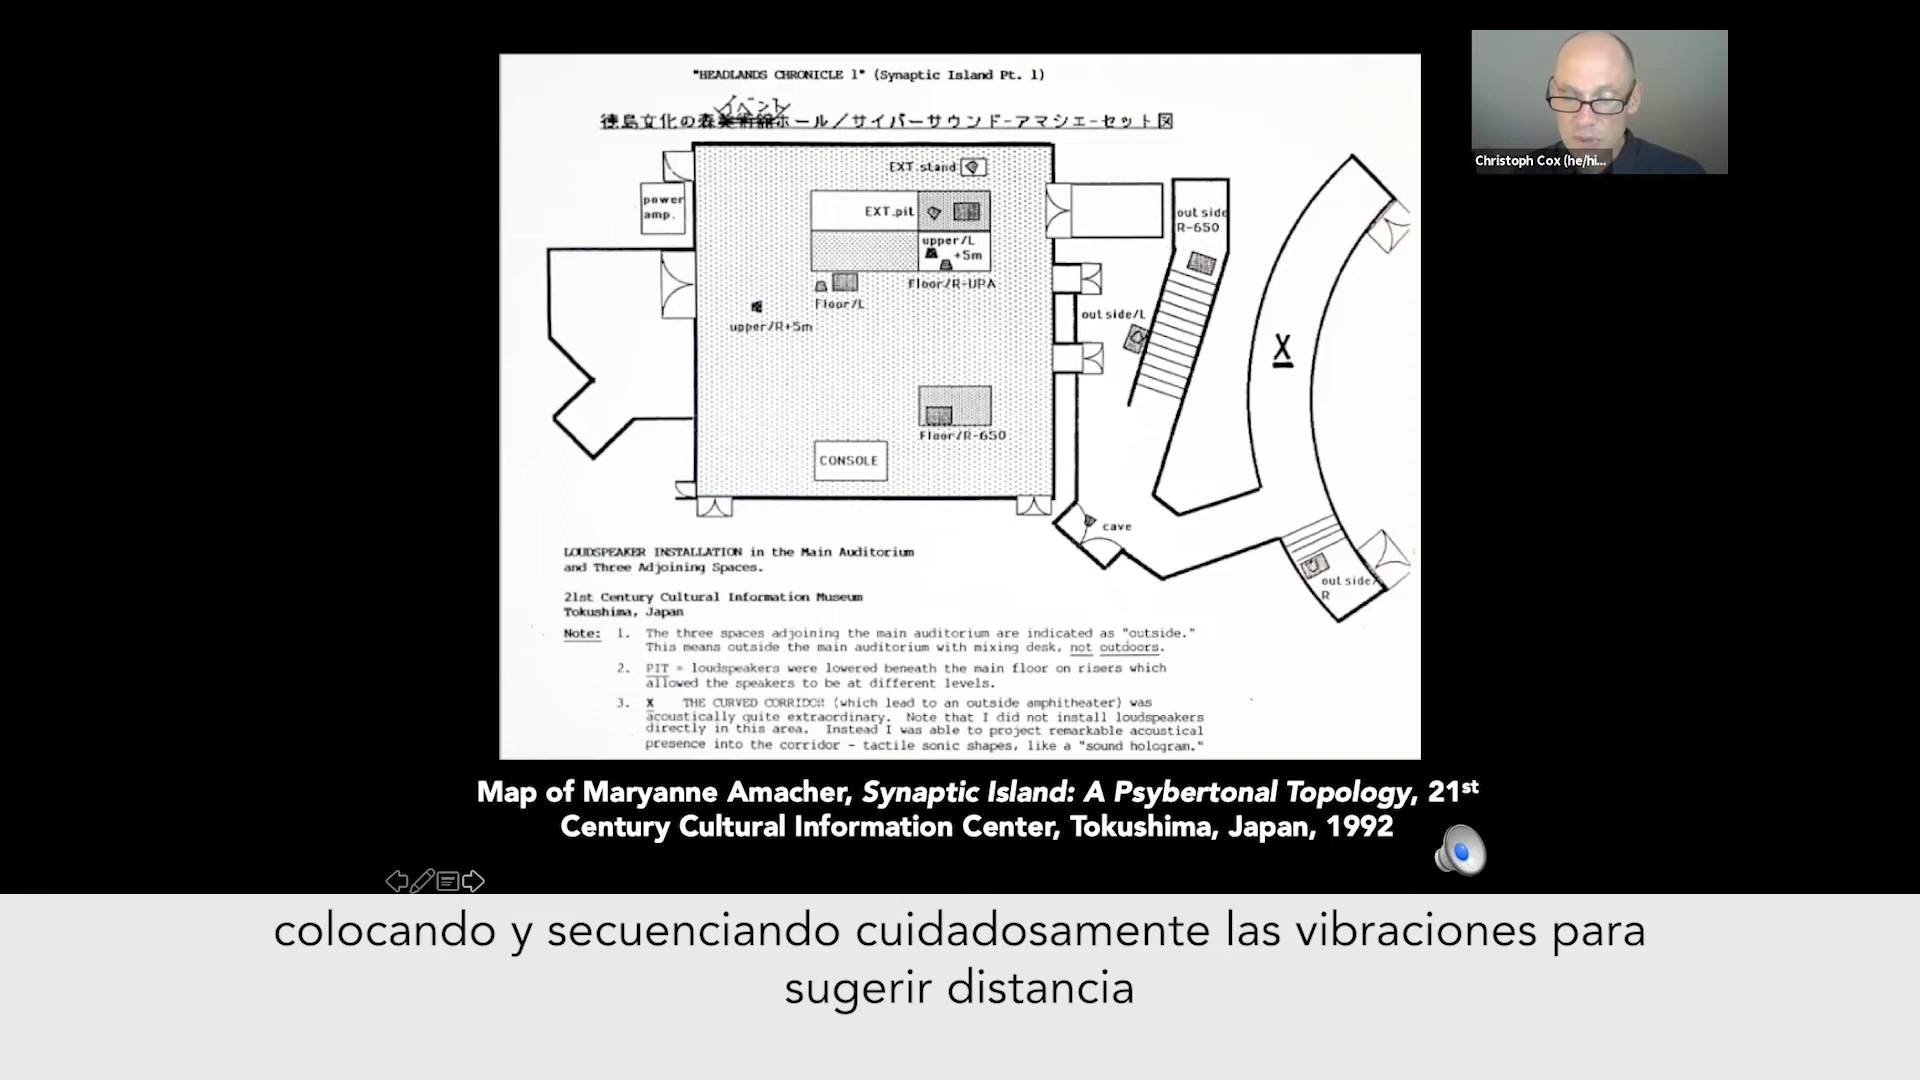 "HEADLANDS CHRONICLE 1" (Synaptic Island Pt. 1)
イベント
徳島文化の森美術館ホール／サイバーサウンド-アマシエ-セット図
EXT.stand
power
amp.
EXT.pit
out side
R-650
upper/L
+5m
Floor/R-UPA
Floor/L
out side/L
upper/R+5m
X
Floor/R-650
CONSOLE
cave
LOUDSPEAKER INSTALLATION in the Main Auditorium
and Three Adjoining Spaces.
out side/
R
21st Century Cultural Information Museum
Tokushima, Japan
Note: 1. The three spaces adjoining the main auditorium are indicated as "outside."
This means outside the main auditorium with mixing desk, not outdoors.
2. PIT = loudspeakers were lowered beneath the main floor on risers which
allowed the speakers to be at different levels.
3. X THE CURVED CORRIDOR (which lead to an outside amphitheater) was
acoustically quite extraordinary. Note that I did not install loudspeakers
directly in this area. Instead I was able to project remarkable acoustical
presence into the corridor - tactile sonic shapes, like a "sound hologram."
Christoph Cox (he/hi...
Map of Maryanne Amacher, Synaptic Island: A Psybertonal Topology, 21st
Century Cultural Information Center, Tokushima, Japan, 1992
colocando y secuenciando cuidadosamente las vibraciones para
sugerir distancia